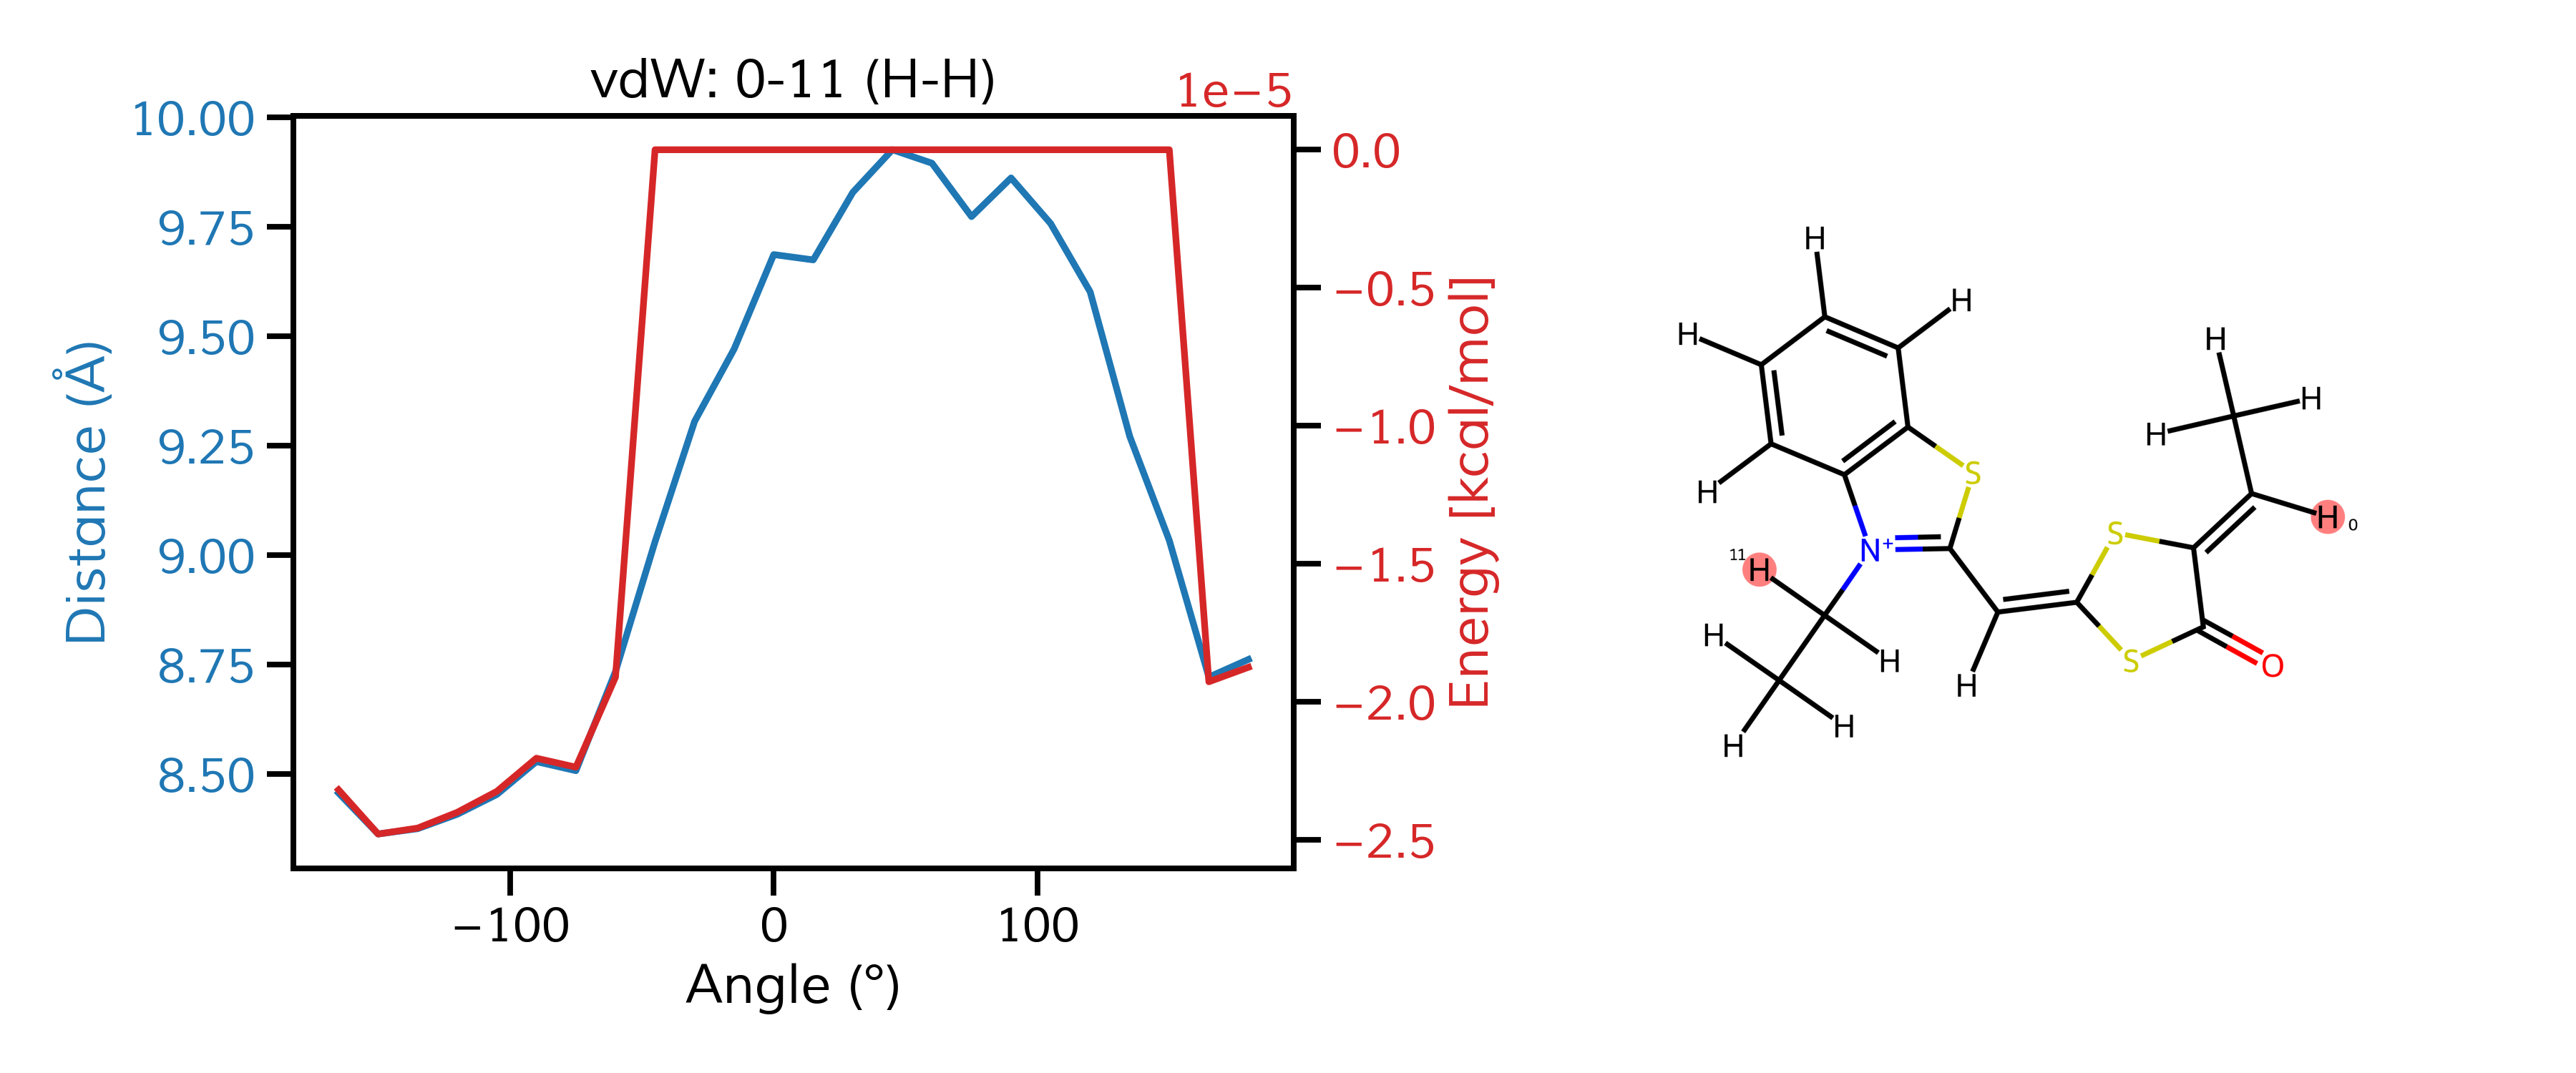 vdW: 0-11 (H-H)
1e−5
10.00
9.75
9.50
9.25
9.00
8.75
8.50
Distance (Å)
0.0
−0.5
−1.0
−1.5
−2.0
−2.5
Energy [kcal/mol]
−100
0
100
Angle (°)
H
H
H
H
H
H
H
S
H 0
S
N+
11 H
H
H
H
S
O
H
H
H